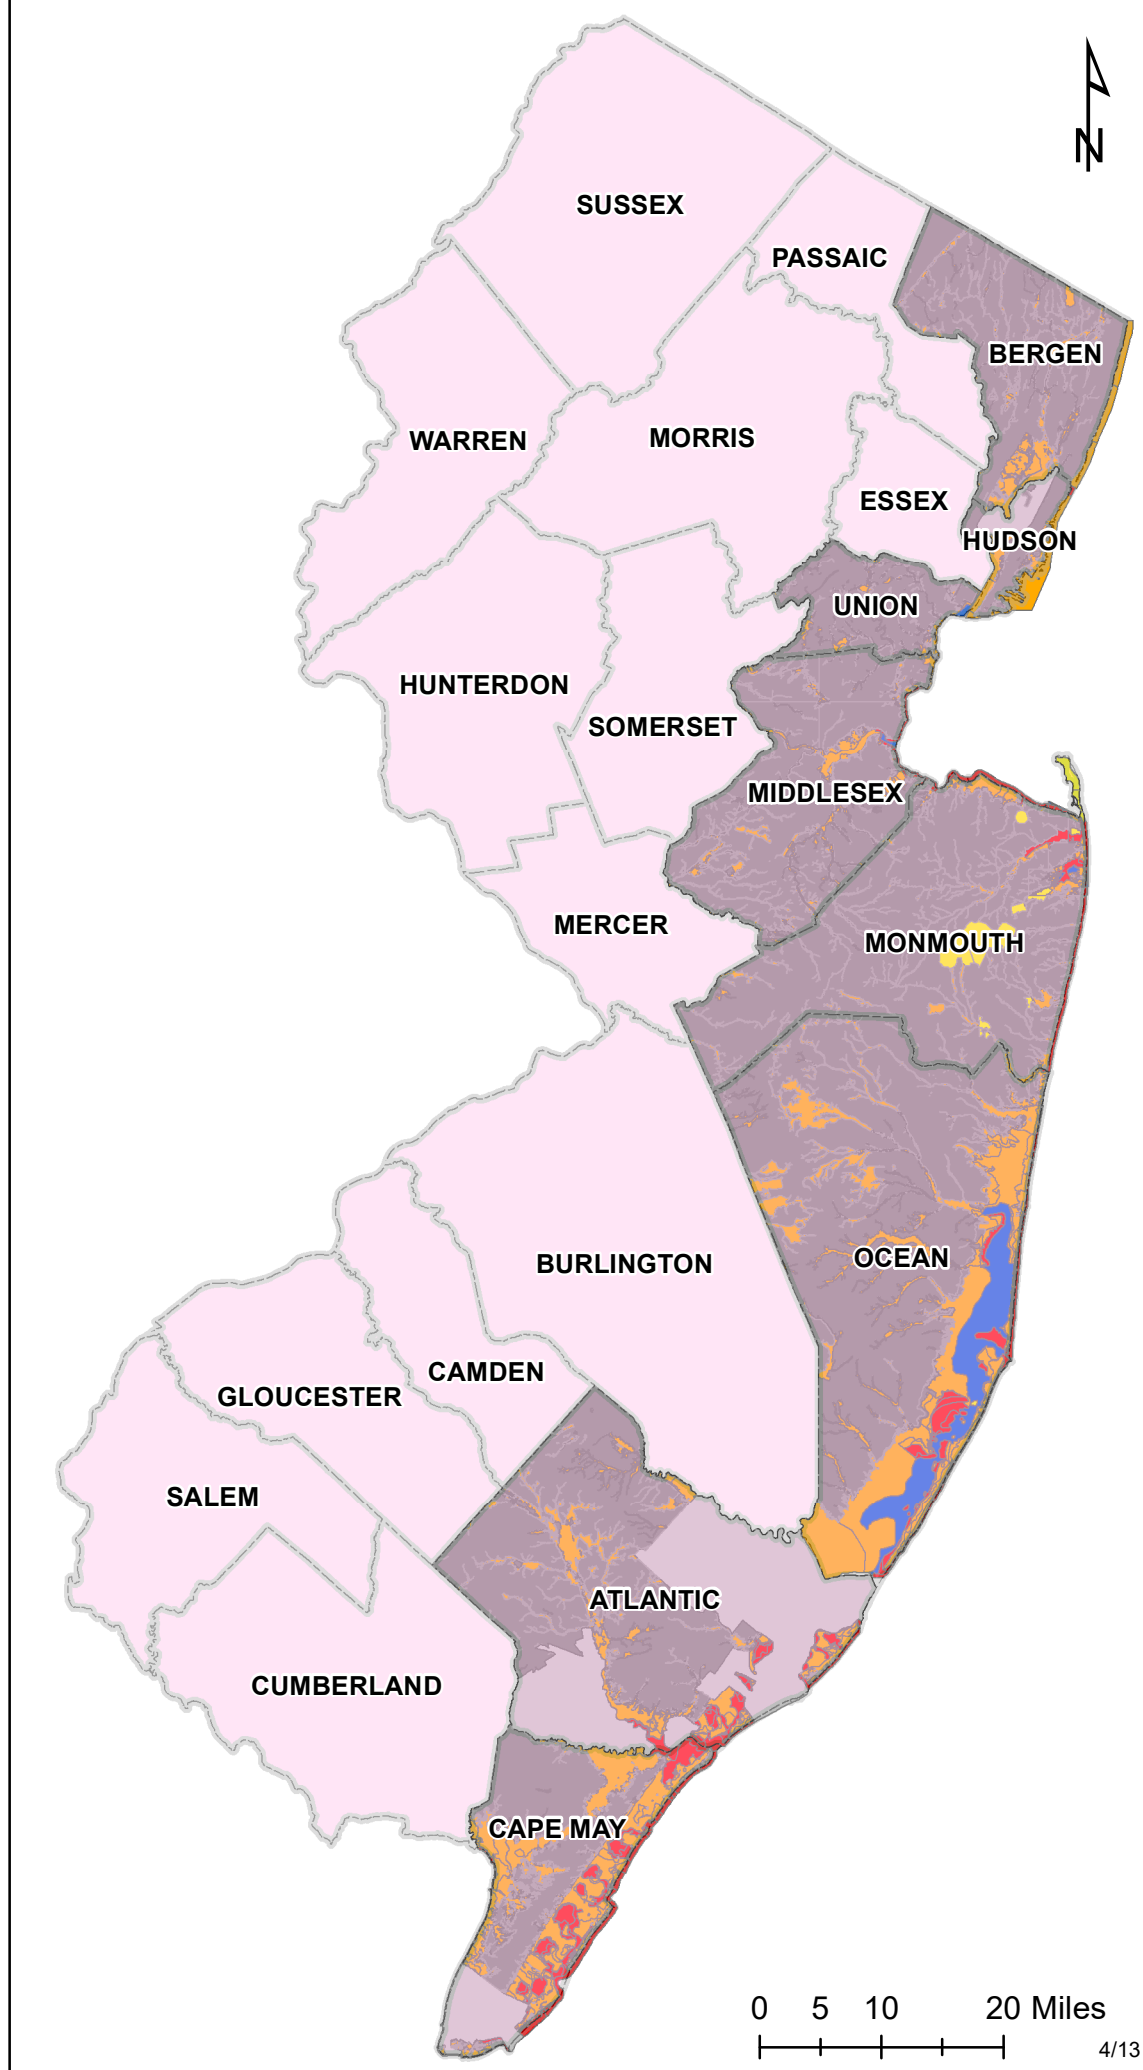 N
SUSSEX
PASSAIC
BERGEN
WARREN
MORRIS
ESSEX
HUDSON
UNION
HUNTERDON
SOMERSET
MIDDLESEX
MERCER
MONMOUTH
OCEAN
BURLINGTON
CAMDEN
GLOUCESTER
SALEM
ATLANTIC
CUMBERLAND
CAPE MAY
0 5 10 20 Miles
4/13